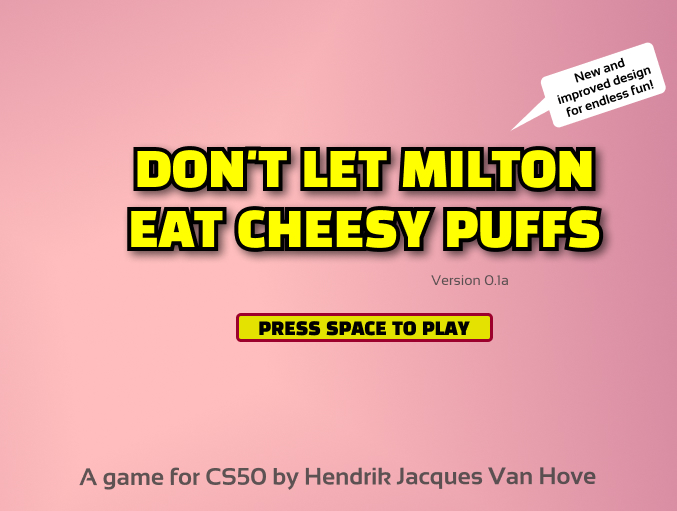 New and
improved design
for endless fun!
DON'T LET MILTON
EAT CHEESY PUFFS
Version 0.1a
PRESS SPACE TO PLAY
A game for CS50 by Hendrik Jacques Van Hove